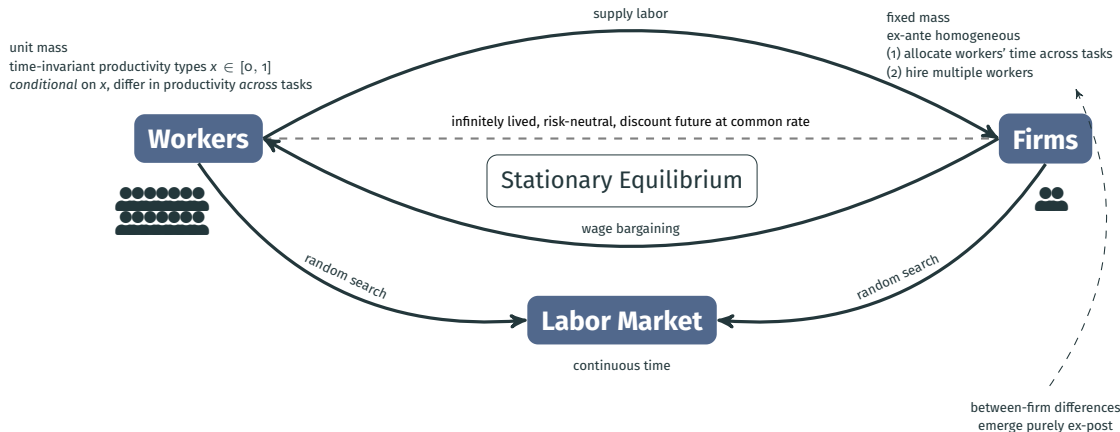 supply labor
fixed mass
ex-ante homogeneous
(1) allocate workers' time across tasks
(2) hire multiple workers
unit mass
time-invariant productivity types x ∈ [0, 1]
conditional on x, differ in productivity across tasks
infinitely lived, risk-neutral, discount future at common rate
Workers
Firms
Stationary Equilibrium
wage bargaining
random search
random search
Labor Market
continuous time
between-firm differences
emerge purely ex-post